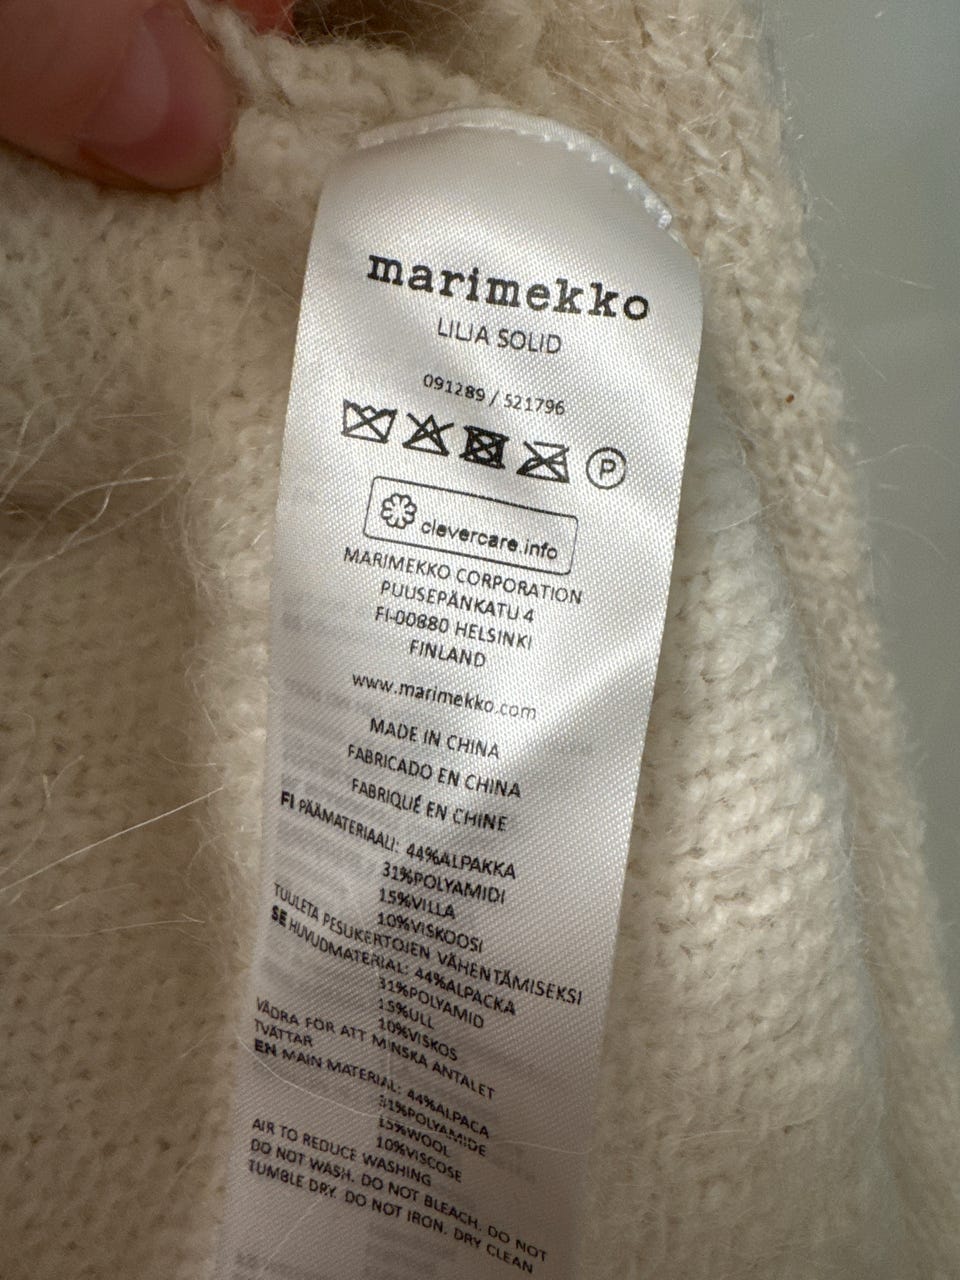 marimekko
LILJA SOLID
091289 / 521796
P
clevercare.info
MARIMEKKO CORPORATION
PUUSEPÄNKATU 4
FI-00880 HELSINKI
FINLAND
www.marimekko.com
MADE IN CHINA
FABRICADO EN CHINA
FABRIQUÉ EN CHINE
FI PÄÄMATERIAALI: 44%ALPAKKA
31%POLYAMIDI
15%VILLA
10%VISKOOSI
TUULETA PESUKERTOJEN VÄHENTÄMISEKSI
SE HUVUDMATERIAL: 44%ALPACKA
31%POLYAMID
15%ULL
10%VISKOS
VÄDRA FÖR ATT MINSKA ANTALET
TVÄTTAR
EN MAIN MATERIAL: 44%ALPACA
31%POLYAMIDE
15%WOOL
10%VISCOSE
AIR TO REDUCE WASHING
DO NOT WASH. DO NOT BLEACH. DO NOT
TUMBLE DRY. DO NOT IRON. DRY CLEAN